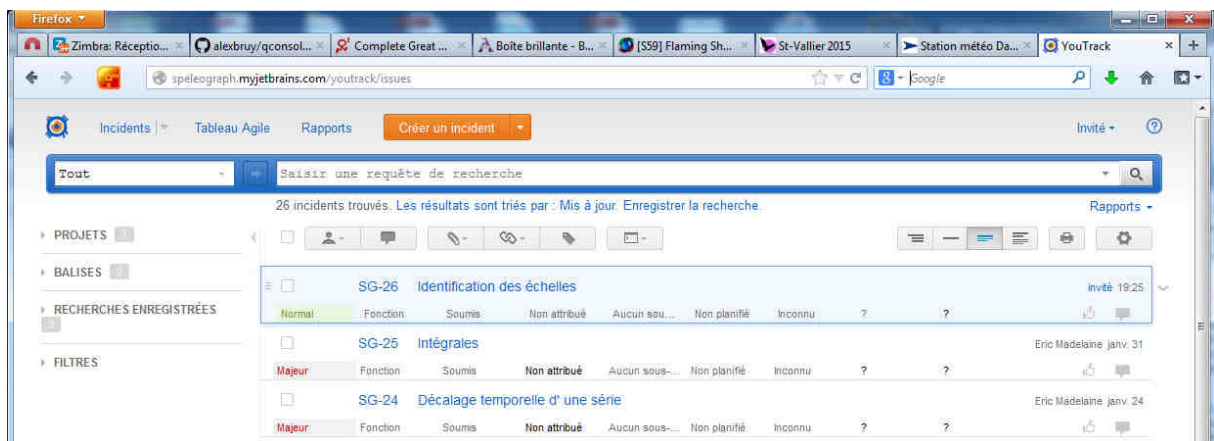 Firefox
Zimbra: Réceptio... alexbruy/qconsol... Complete Great ... Boîte brillante - B... [S59] Flaming Sh... St-Vallier 2015 Station météo Da... YouTrack
speleograph.myjetbrains.com/youtrack/issues Google
Incidents Tableau Agile Rapports Créer un incident Invité
Tout Saisir une requête de recherche
26 incidents trouvés. Les résultats sont triés par : Mis à jour. Enregistrer la recherche. Rapports
PROJETS
BALISES
SG-26 Identification des échelles invité 19:25
RECHERCHES ENREGISTRÉES
Normal Fonction Soumis Non attribué Aucun sou... Non planifié Inconnu ? ?
SG-25 Intégrales Eric Madelaine janv. 31
FILTRES
Majeur Fonction Soumis Non attribué Aucun sous-... Non planifié Inconnu ? ?
SG-24 Décalage temporelle d' une série Eric Madelaine janv. 24
Majeur Fonction Soumis Non attribué Aucun sous-... Non planifié Inconnu ? ?